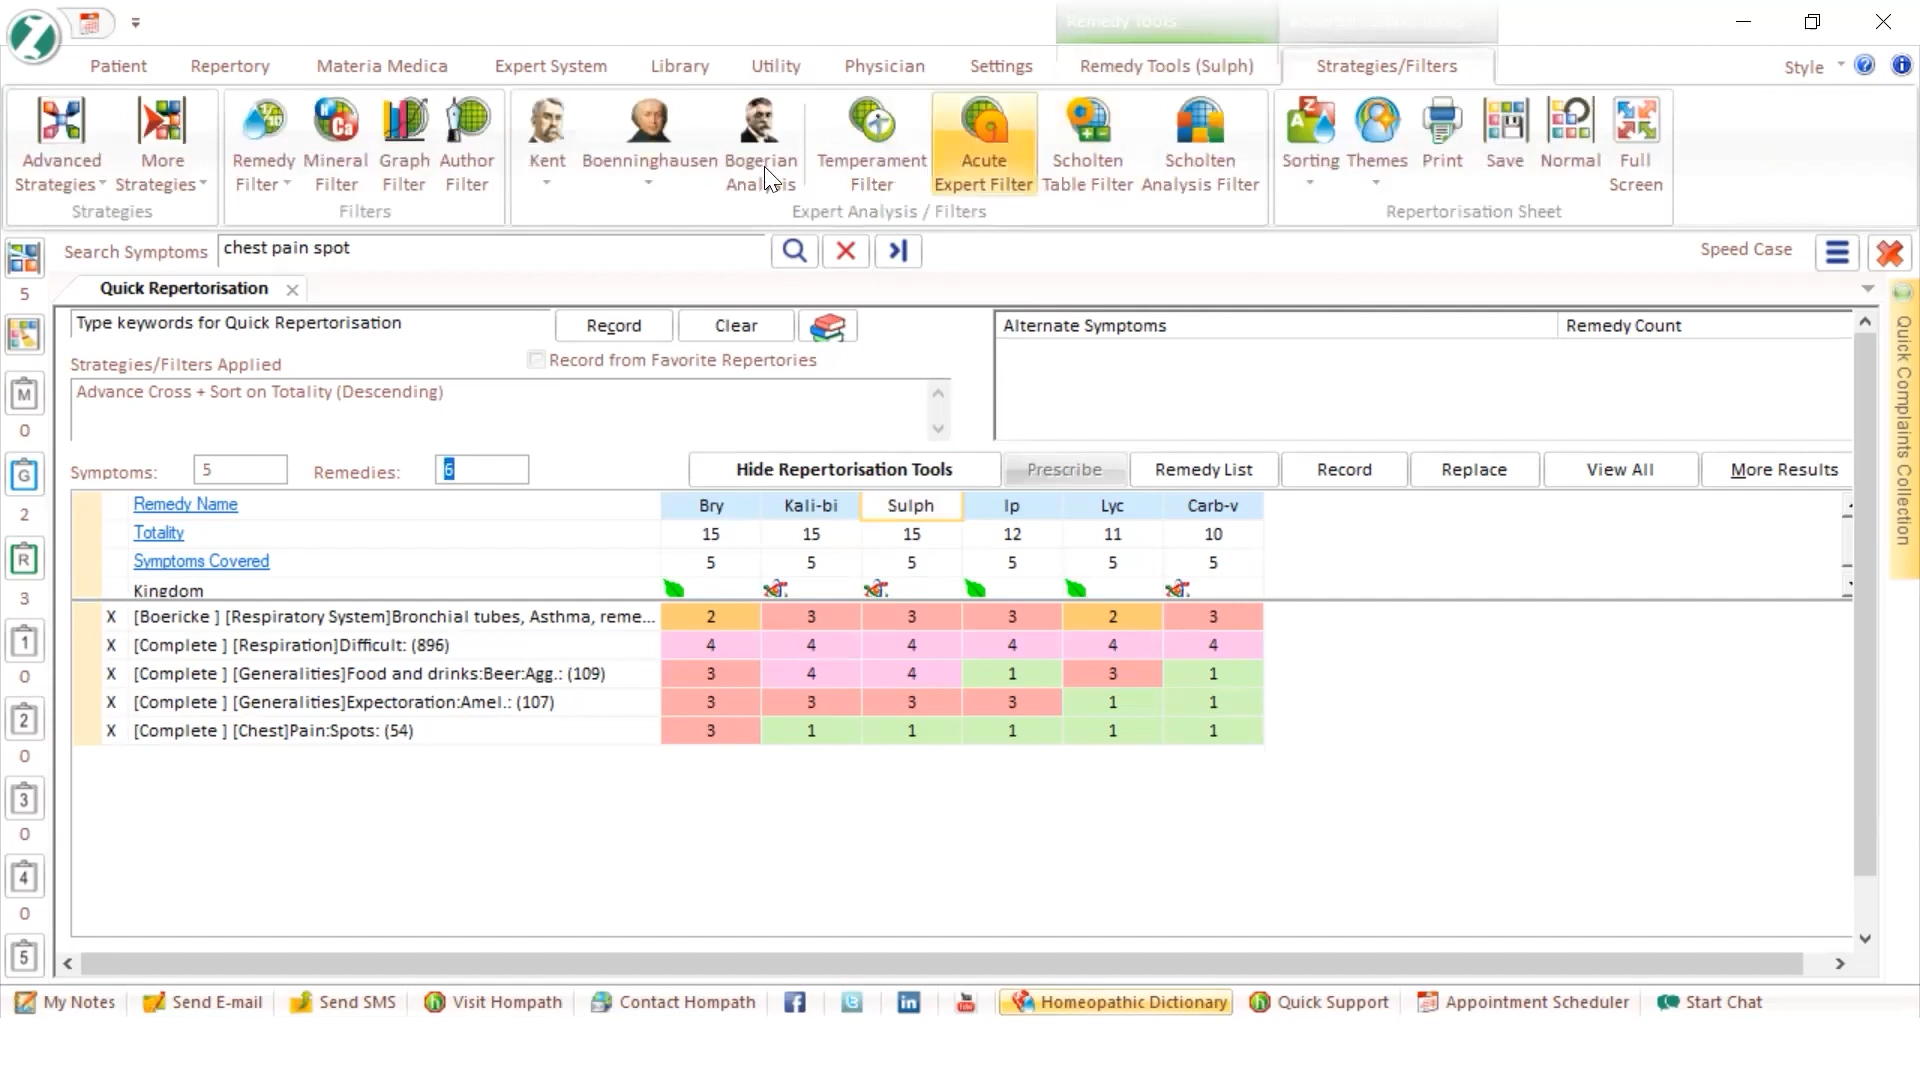 Remedy Tools
Patient Repertory Materia Medica Expert System Library Utility Physician Settings Remedy Tools (Sulph) Strategies/Filters Style
Advanced Strategies More Strategies Remedy Filter Mineral Filter Graph Filter Author Filter Kent Boenninghausen Bogerian Analysis Temperament Filter Acute Expert Filter Scholten Table Filter Scholten Analysis Filter Sorting Themes Print Save Normal Full Screen
Strategies Filters Expert Analysis / Filters Repertorisation Sheet
Search Symptoms chest pain spot Speed Case
5
Quick Repertorisation
Type keywords for Quick Repertorisation Record Clear Alternate Symptoms Remedy Count
Strategies/Filters Applied Record from Favorite Repertories
Advance Cross + Sort on Totality (Descending)
M
0
Symptoms: 5 Remedies: 6 Hide Repertorisation Tools Prescribe Remedy List Record Replace View All More Results
G
2
Remedy Name Bry Kali-bi Sulph Ip Lyc Carb-v
Totality 15 15 15 12 11 10
Symptoms Covered 5 5 5 5 5 5
Kingdom
R
3
X [Boericke ] [Respiratory System]Bronchial tubes, Asthma, reme... 2 3 3 3 2 3
X [Complete ] [Respiration]Difficult: (896) 4 4 4 4 4 4
X [Complete ] [Generalities]Food and drinks:Beer:Agg.: (109) 3 4 4 1 3 1
X [Complete ] [Generalities]Expectoration:Amel.: (107) 3 3 3 3 1 1
X [Complete ] [Chest]Pain:Spots: (54) 3 1 1 1 1 1
1
0
2
0
3
0
4
0
5
Quick Complaints Collection
My Notes Send E-mail Send SMS Visit Hompath Contact Hompath Homeopathic Dictionary Quick Support Appointment Scheduler Start Chat